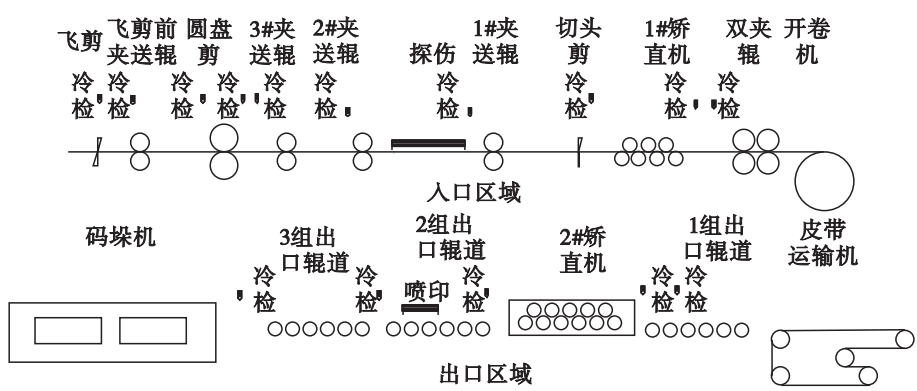 飞剪
飞剪前
夹送辊
圆盘
剪
3#夹
送辊
2#夹
送辊
探伤
1#夹
送辊
切头
剪
1#矫
直机
双夹
辊
开卷
机
冷
检
冷
检
冷
检
冷
检
冷
检
冷
检
冷
检
冷
检
冷
检
冷
检
入口区域
码垛机
3组出
口辊道
2组出
口辊道
2#矫
直机
1组出
口辊道
皮带
运输机
冷
检
冷
检
喷印
冷
检
冷
检
冷
检
出口区域